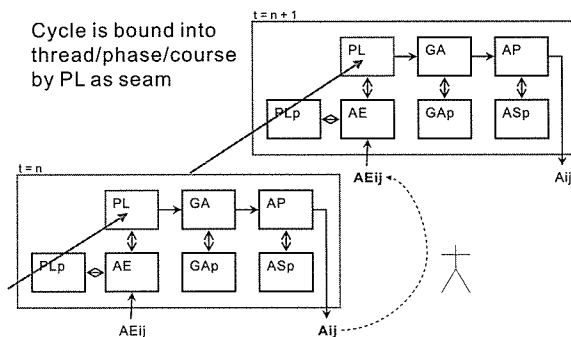 Cycle is bound into
thread/phase/course
by PL as seam
t = n + 1
PL GA AP
PLp AE GAp ASp
AEij Aij
t = n
PL GA AP
PLp AE GAp ASp
AEij Aij